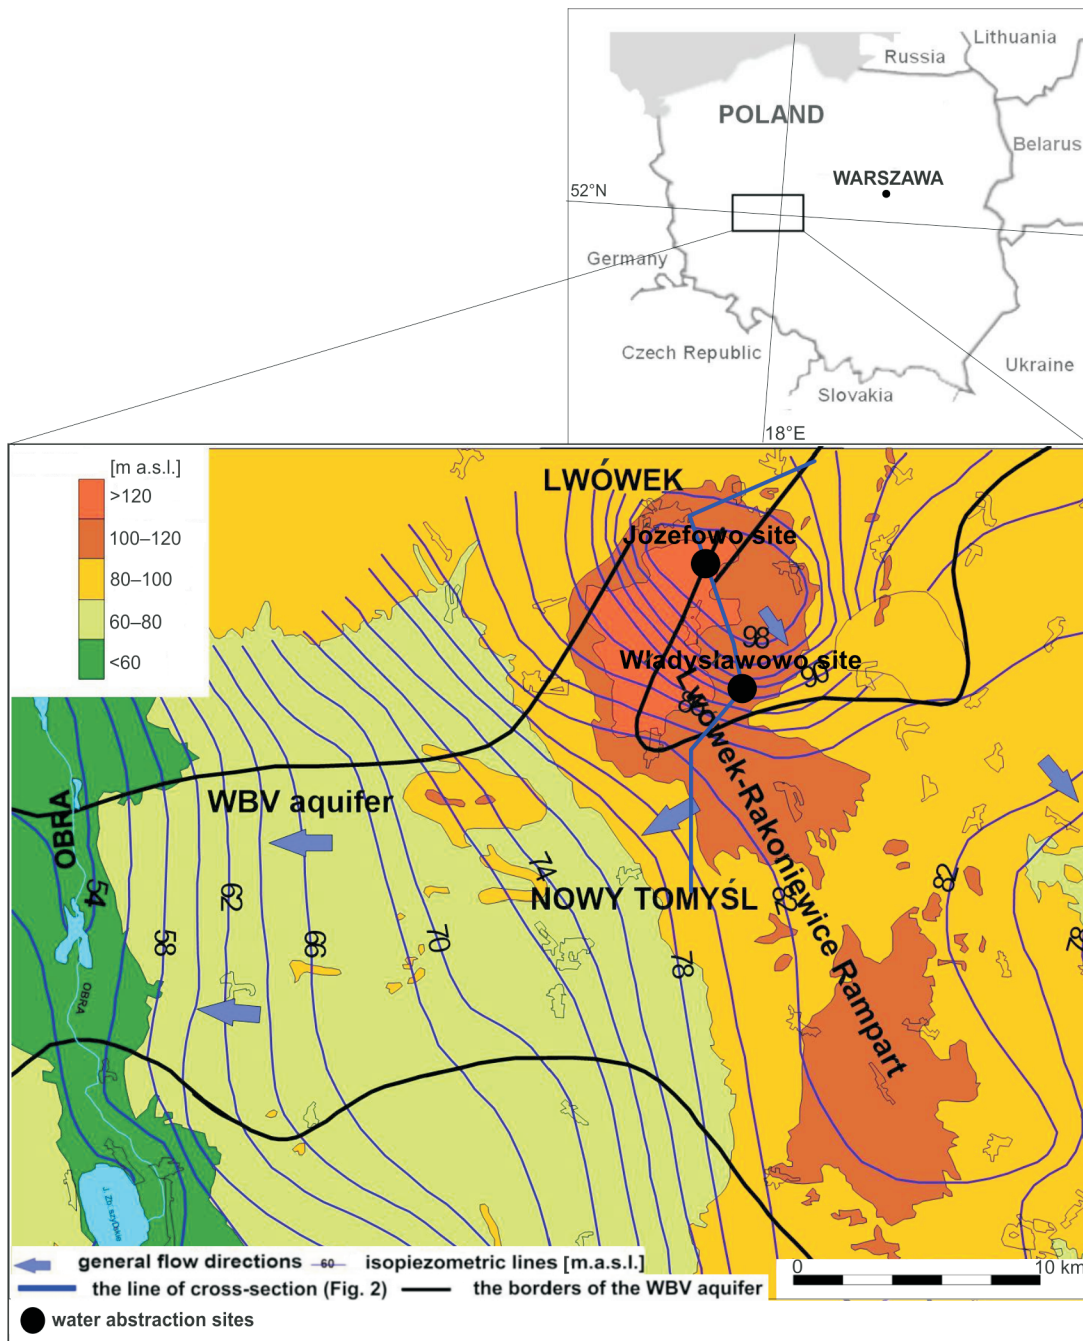 Lithuania
Russia
POLAND
Belarus
WARSZAWA
52°N
Germany
Czech Republic
Ukraine
Slovakia
18°E
[m a.s.l.]
>120
100–120
80–100
60–80
<60
LWÓWEK
Józefowo site
98
Władysławowo site
93
Lwówek-Rakoniewice Rampart
WBV aquifer
OBRA
54
58
62
66
70
74
NOWY TOMYŚL
78
82
82
78
OBRA
general flow directions
60
isopiezometric lines [m.a.s.l.]
the line of cross-section (Fig. 2)
the borders of the WBV aquifer
water abstraction sites
0
10 km